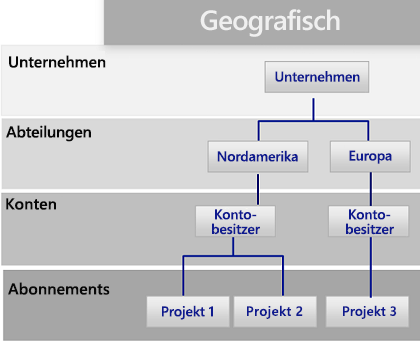 Geografisch
Unternehmen
Unternehmen
Abteilungen
Nordamerika
Europa
Konten
Konto-
besitzer
Konto-
besitzer
Abonnements
Projekt 1
Projekt 2
Projekt 3